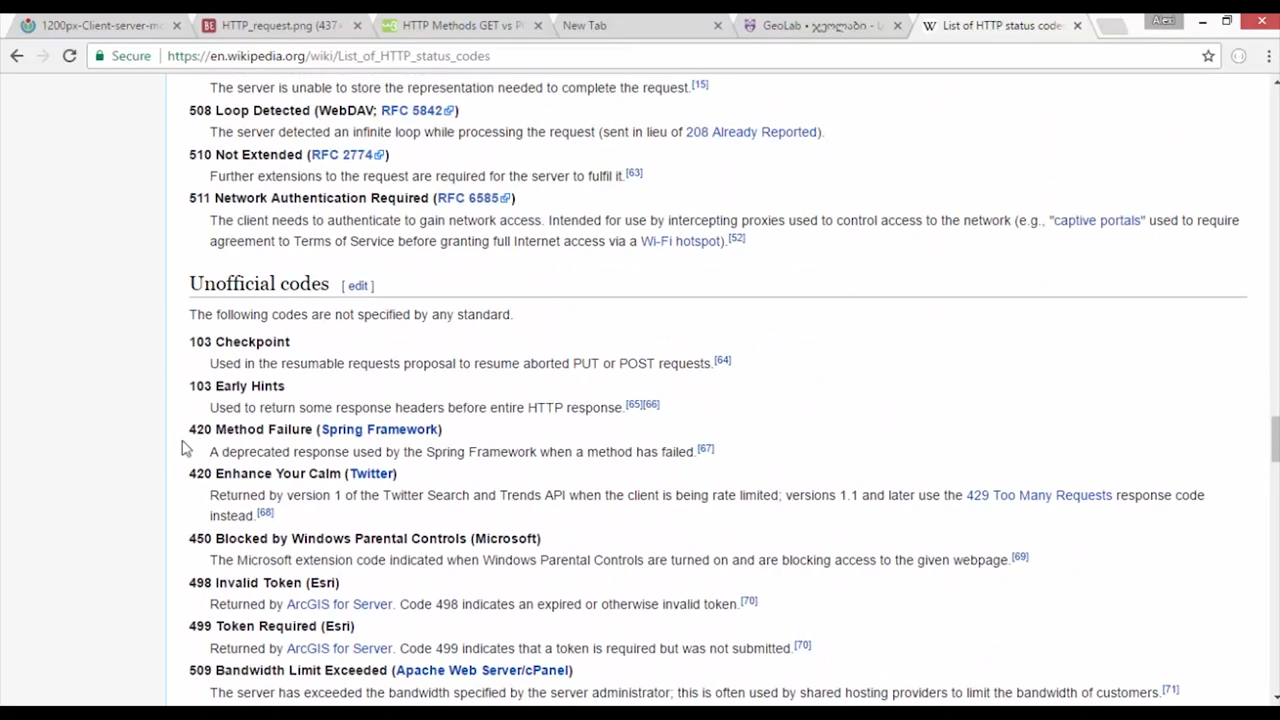 1200px-Client-server-mo
HTTP_request.png (437×
HTTP Methods GET vs P
New Tab
GeoLab • ჯეოლაბი - L
List of HTTP status code
Alexi
Secure
https://en.wikipedia.org/wiki/List_of_HTTP_status_codes
The server is unable to store the representation needed to complete the request.[15]
508 Loop Detected (WebDAV; RFC 5842)
The server detected an infinite loop while processing the request (sent in lieu of 208 Already Reported).
510 Not Extended (RFC 2774)
Further extensions to the request are required for the server to fulfil it.[63]
511 Network Authentication Required (RFC 6585)
The client needs to authenticate to gain network access. Intended for use by intercepting proxies used to control access to the network (e.g., "captive portals" used to require
agreement to Terms of Service before granting full Internet access via a Wi-Fi hotspot).[52]
Unofficial codes [ edit ]
The following codes are not specified by any standard.
103 Checkpoint
Used in the resumable requests proposal to resume aborted PUT or POST requests.[64]
103 Early Hints
Used to return some response headers before entire HTTP response.[65][66]
420 Method Failure (Spring Framework)
A deprecated response used by the Spring Framework when a method has failed.[67]
420 Enhance Your Calm (Twitter)
Returned by version 1 of the Twitter Search and Trends API when the client is being rate limited; versions 1.1 and later use the 429 Too Many Requests response code
instead.[68]
450 Blocked by Windows Parental Controls (Microsoft)
The Microsoft extension code indicated when Windows Parental Controls are turned on and are blocking access to the given webpage.[69]
498 Invalid Token (Esri)
Returned by ArcGIS for Server. Code 498 indicates an expired or otherwise invalid token.[70]
499 Token Required (Esri)
Returned by ArcGIS for Server. Code 499 indicates that a token is required but was not submitted.[70]
509 Bandwidth Limit Exceeded (Apache Web Server/cPanel)
The server has exceeded the bandwidth specified by the server administrator; this is often used by shared hosting providers to limit the bandwidth of customers.[71]